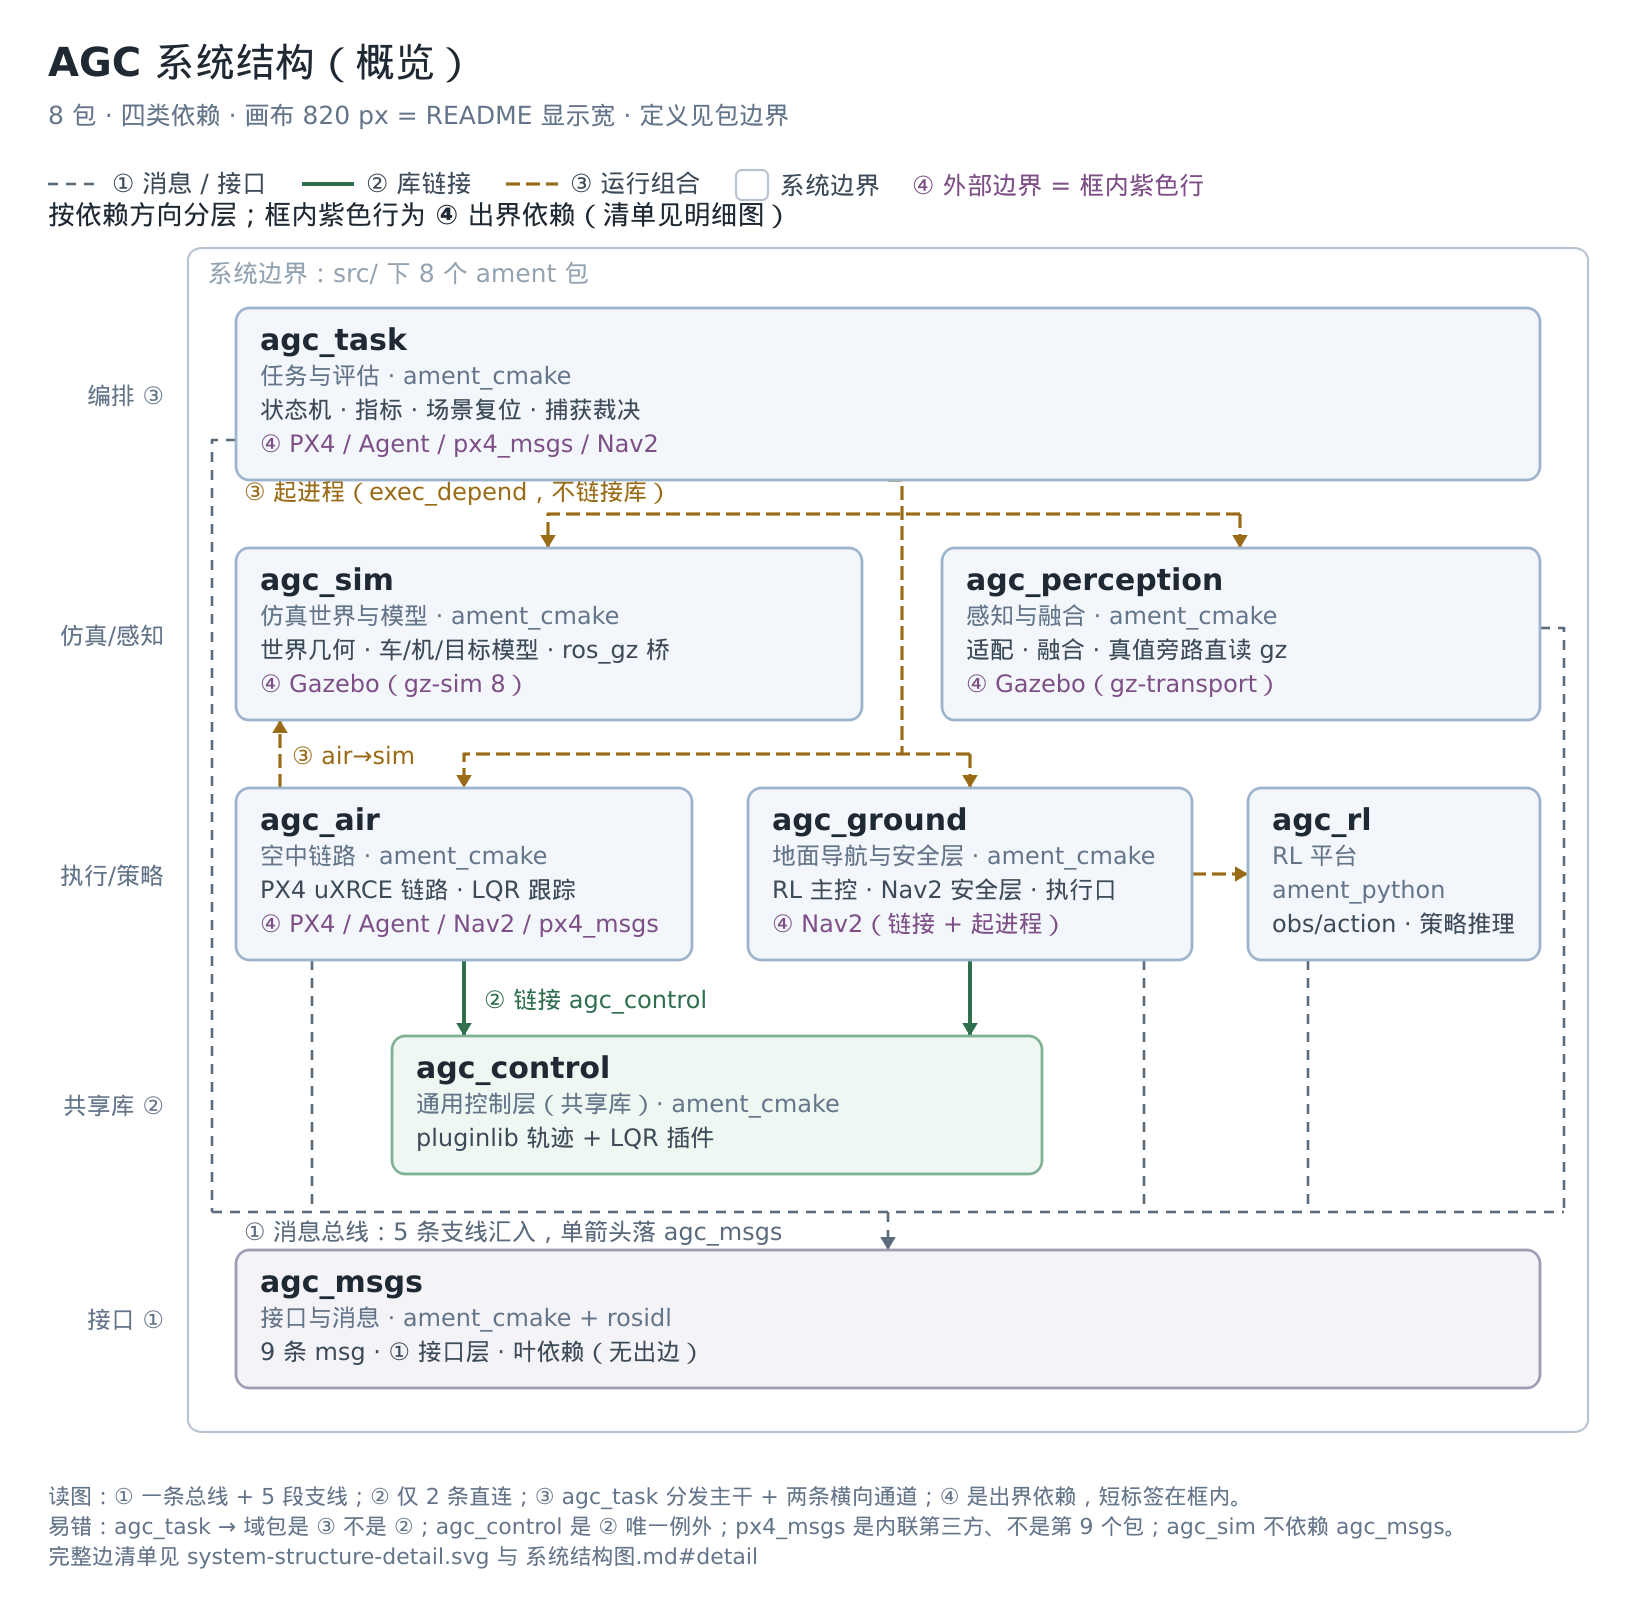 AGC 系统结构（概览）
8 包 · 四类依赖 · 画布 820 px = README 显示宽 · 定义见包边界
① 消息 / 接口 ② 库链接 ③ 运行组合 系统边界 ④ 外部边界 = 框内紫色行
按依赖方向分层；框内紫色行为 ④ 出界依赖（清单见明细图）
系统边界：src/ 下 8 个 ament 包
编排 ③
agc_task
任务与评估 · ament_cmake
状态机 · 指标 · 场景复位 · 捕获裁决
④ PX4 / Agent / px4_msgs / Nav2
③ 起进程（exec_depend，不链接库）
仿真/感知
agc_sim
仿真世界与模型 · ament_cmake
世界几何 · 车/机/目标模型 · ros_gz 桥
④ Gazebo（gz-sim 8）
agc_perception
感知与融合 · ament_cmake
适配 · 融合 · 真值旁路直读 gz
④ Gazebo（gz-transport）
③ air→sim
执行/策略
agc_air
空中链路 · ament_cmake
PX4 uXRCE 链路 · LQR 跟踪
④ PX4 / Agent / Nav2 / px4_msgs
agc_ground
地面导航与安全层 · ament_cmake
RL 主控 · Nav2 安全层 · 执行口
④ Nav2（链接 + 起进程）
agc_rl
RL 平台
ament_python
obs/action · 策略推理
② 链接 agc_control
共享库 ②
agc_control
通用控制层（共享库）· ament_cmake
pluginlib 轨迹 + LQR 插件
① 消息总线：5 条支线汇入，单箭头落 agc_msgs
接口 ①
agc_msgs
接口与消息 · ament_cmake + rosidl
9 条 msg · ① 接口层 · 叶依赖（无出边）
读图：① 一条总线 + 5 段支线；② 仅 2 条直连；③ agc_task 分发主干 + 两条横向通道；④ 是出界依赖，短标签在框内。
易错：agc_task → 域包是 ③ 不是 ②；agc_control 是 ② 唯一例外；px4_msgs 是内联第三方、不是第 9 个包；agc_sim 不依赖 agc_msgs。
完整边清单见 system-structure-detail.svg 与 系统结构图.md#detail